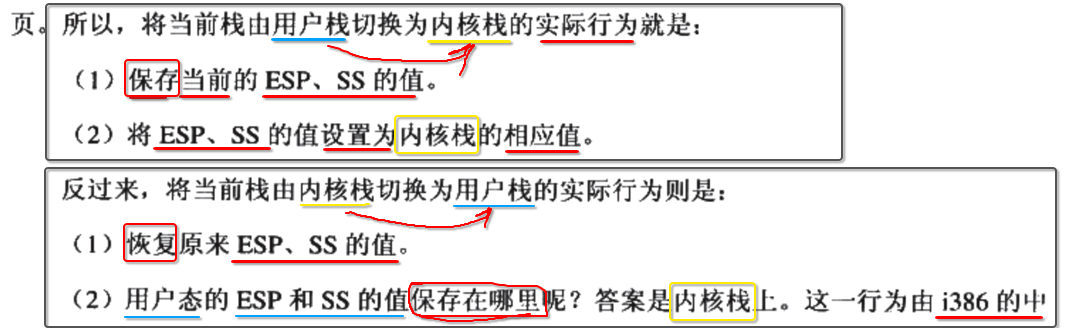 页。所以，将当前栈由用户栈切换为内核栈的实际行为就是：
（1）保存当前的 ESP、SS 的值。
（2）将 ESP、SS 的值设置为内核栈的相应值。
反过来，将当前栈由内核栈切换为用户栈的实际行为则是：
（1）恢复原来 ESP、SS 的值。
（2）用户态的 ESP 和 SS 的值保存在哪里呢？答案是内核栈上。这一行为由 i386 的中